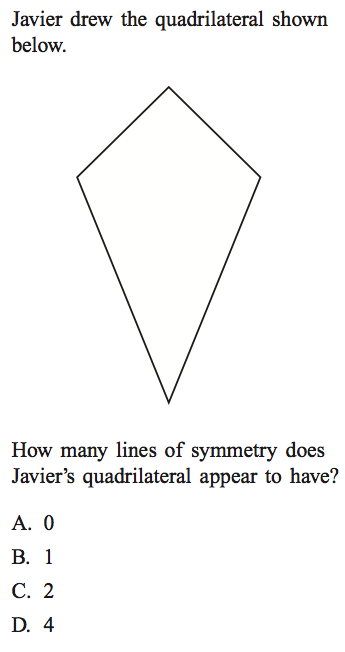 Javier drew the quadrilateral shown
below.
How many lines of symmetry does
Javier’s quadrilateral appear to have?
A. 0
B. 1
C. 2
D. 4